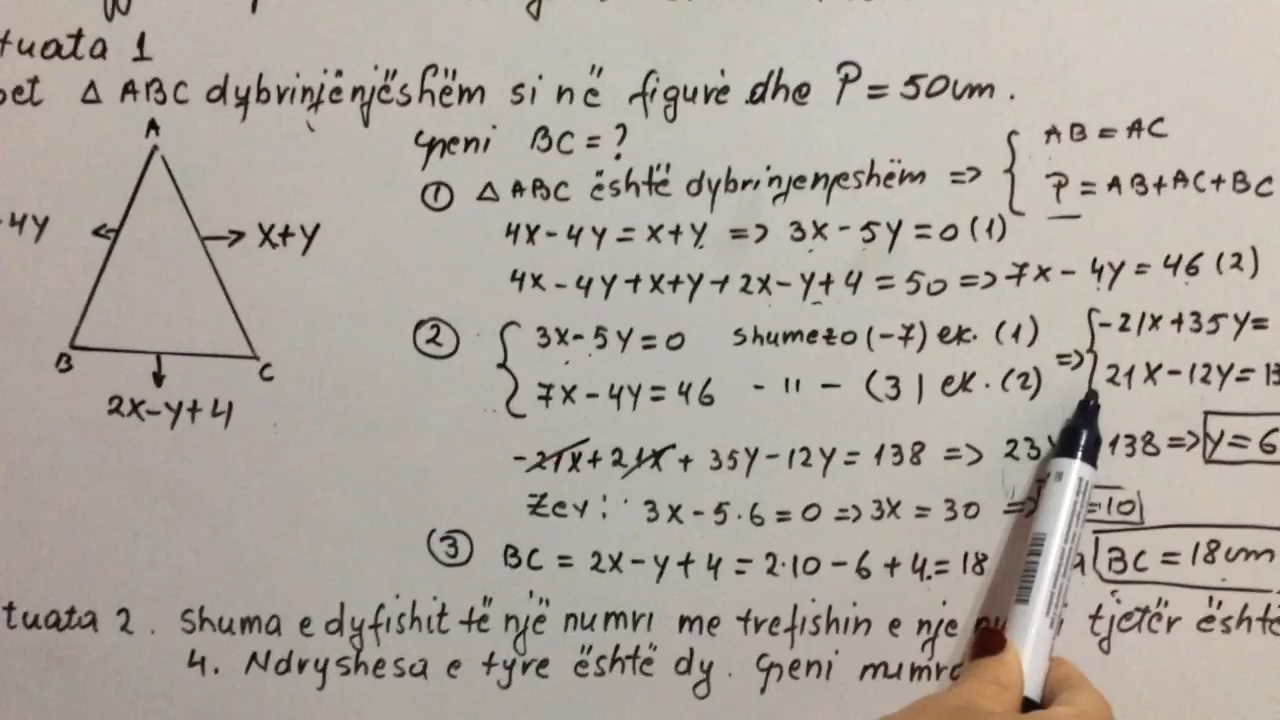 tuata 1
pet △ ABC dybrinjënjëshëm si në figurë dhe P = 50cm.
A
B
C
4Y
X+Y
2X-Y+4
gjeni BC = ?
① △ ABC është dybrinjenjeshëm => { AB = AC
P = AB+AC+BC
4X-4Y = X+Y => 3X-5Y=0 (1)
4X-4Y+X+Y+2X-Y+4 = 50 => 7X-4Y = 46 (2)
② { 3X-5Y=0 shumëzo (-7) ek. (1) => { -21X+35Y=
7X-4Y=46 - " - (3) ek. (2) 21X-12Y=13
-21X+21X+35Y-12Y=138 => 23 138 => Y=6
Zëv: 3X-5·6=0 => 3X=30 => =10
③ BC = 2X-Y+4 = 2·10-6+4 = 18 BC = 18cm
tuata 2. Shuma e dyfishit të një numri me trefishin e nje tjetër është
4. Ndryshesa e tyre është dy. Gjeni